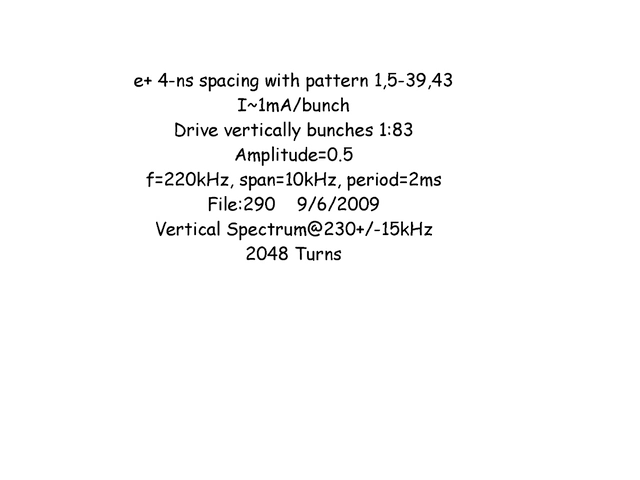 e+ 4-ns spacing with pattern 1,5-39,43
I~1mA/bunch
Drive vertically bunches 1:83
Amplitude=0.5
f=220kHz, span=10kHz, period=2ms
File:290 9/6/2009
Vertical Spectrum@230+/-15kHz
2048 Turns